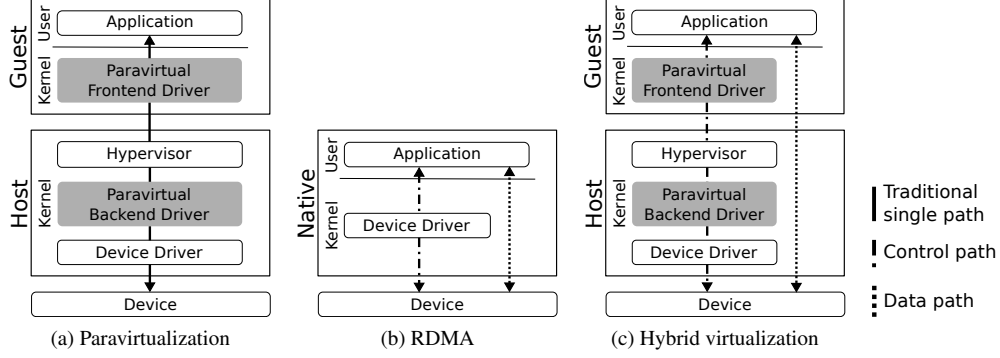 Guest
User
Kernel
Application
Paravirtual
Frontend Driver
Host
Kernel
Hypervisor
Paravirtual
Backend Driver
Device Driver
Device
(a) Paravirtualization
Native
User
Kernel
Application
Device Driver
Device
(b) RDMA
Guest
User
Kernel
Application
Paravirtual
Frontend Driver
Host
Kernel
Hypervisor
Paravirtual
Backend Driver
Device Driver
Device
(c) Hybrid virtualization
Traditional
single path
Control path
Data path